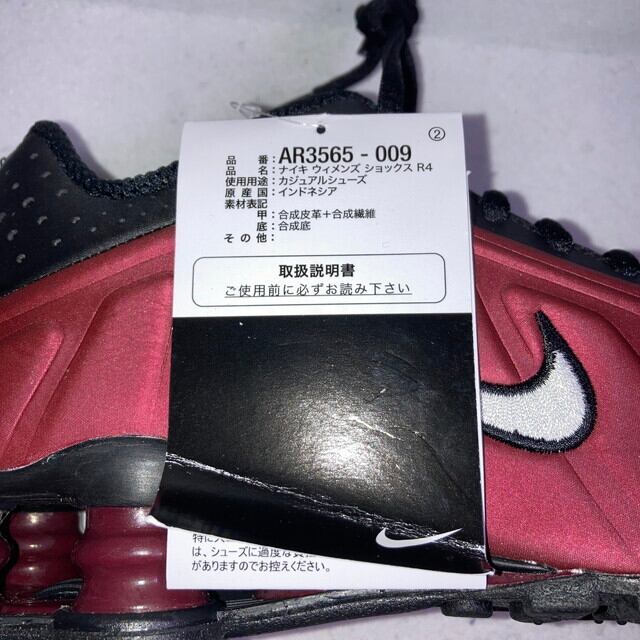 ②
品 番：AR3565 - 009
品 名：ナイキ ウィメンズ ショックス R4
使用用途：カジュアルシューズ
原 産 国：インドネシア
素材表記
甲：合成皮革＋合成繊維
底：合成底
そ の 他：
取扱説明書
ご使用前に必ずお読み下さい
は、シューズに過度な
がありますのでお控えください。